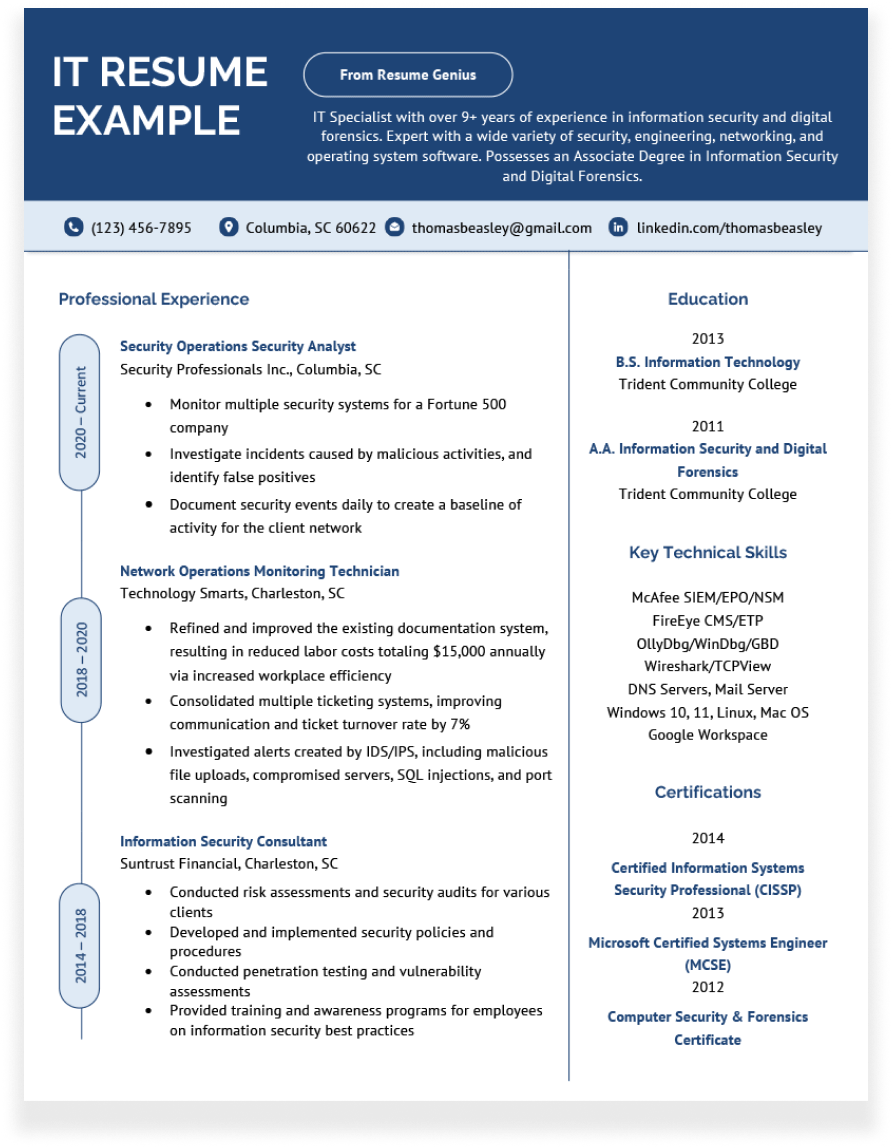 IT RESUME
EXAMPLE
From Resume Genius
IT Specialist with over 9+ years of experience in information security and digital
forensics. Expert with a wide variety of security, engineering, networking, and
operating system software. Possesses an Associate Degree in Information Security
and Digital Forensics.
(123) 456-7895
Columbia, SC 60622
thomasbeasley@gmail.com
linkedin.com/thomasbeasley
Professional Experience
2020 – Current
Security Operations Security Analyst
Security Professionals Inc., Columbia, SC
• Monitor multiple security systems for a Fortune 500
company
• Investigate incidents caused by malicious activities, and
identify false positives
• Document security events daily to create a baseline of
activity for the client network
2018 – 2020
Network Operations Monitoring Technician
Technology Smarts, Charleston, SC
• Refined and improved the existing documentation system,
resulting in reduced labor costs totaling $15,000 annually
via increased workplace efficiency
• Consolidated multiple ticketing systems, improving
communication and ticket turnover rate by 7%
• Investigated alerts created by IDS/IPS, including malicious
file uploads, compromised servers, SQL injections, and port
scanning
2014 – 2018
Information Security Consultant
Suntrust Financial, Charleston, SC
• Conducted risk assessments and security audits for various
clients
• Developed and implemented security policies and
procedures
• Conducted penetration testing and vulnerability
assessments
• Provided training and awareness programs for employees
on information security best practices
Education
2013
B.S. Information Technology
Trident Community College
2011
A.A. Information Security and Digital
Forensics
Trident Community College
Key Technical Skills
McAfee SIEM/EPO/NSM
FireEye CMS/ETP
OllyDbg/WinDbg/GBD
Wireshark/TCPView
DNS Servers, Mail Server
Windows 10, 11, Linux, Mac OS
Google Workspace
Certifications
2014
Certified Information Systems
Security Professional (CISSP)
2013
Microsoft Certified Systems Engineer
(MCSE)
2012
Computer Security & Forensics
Certificate